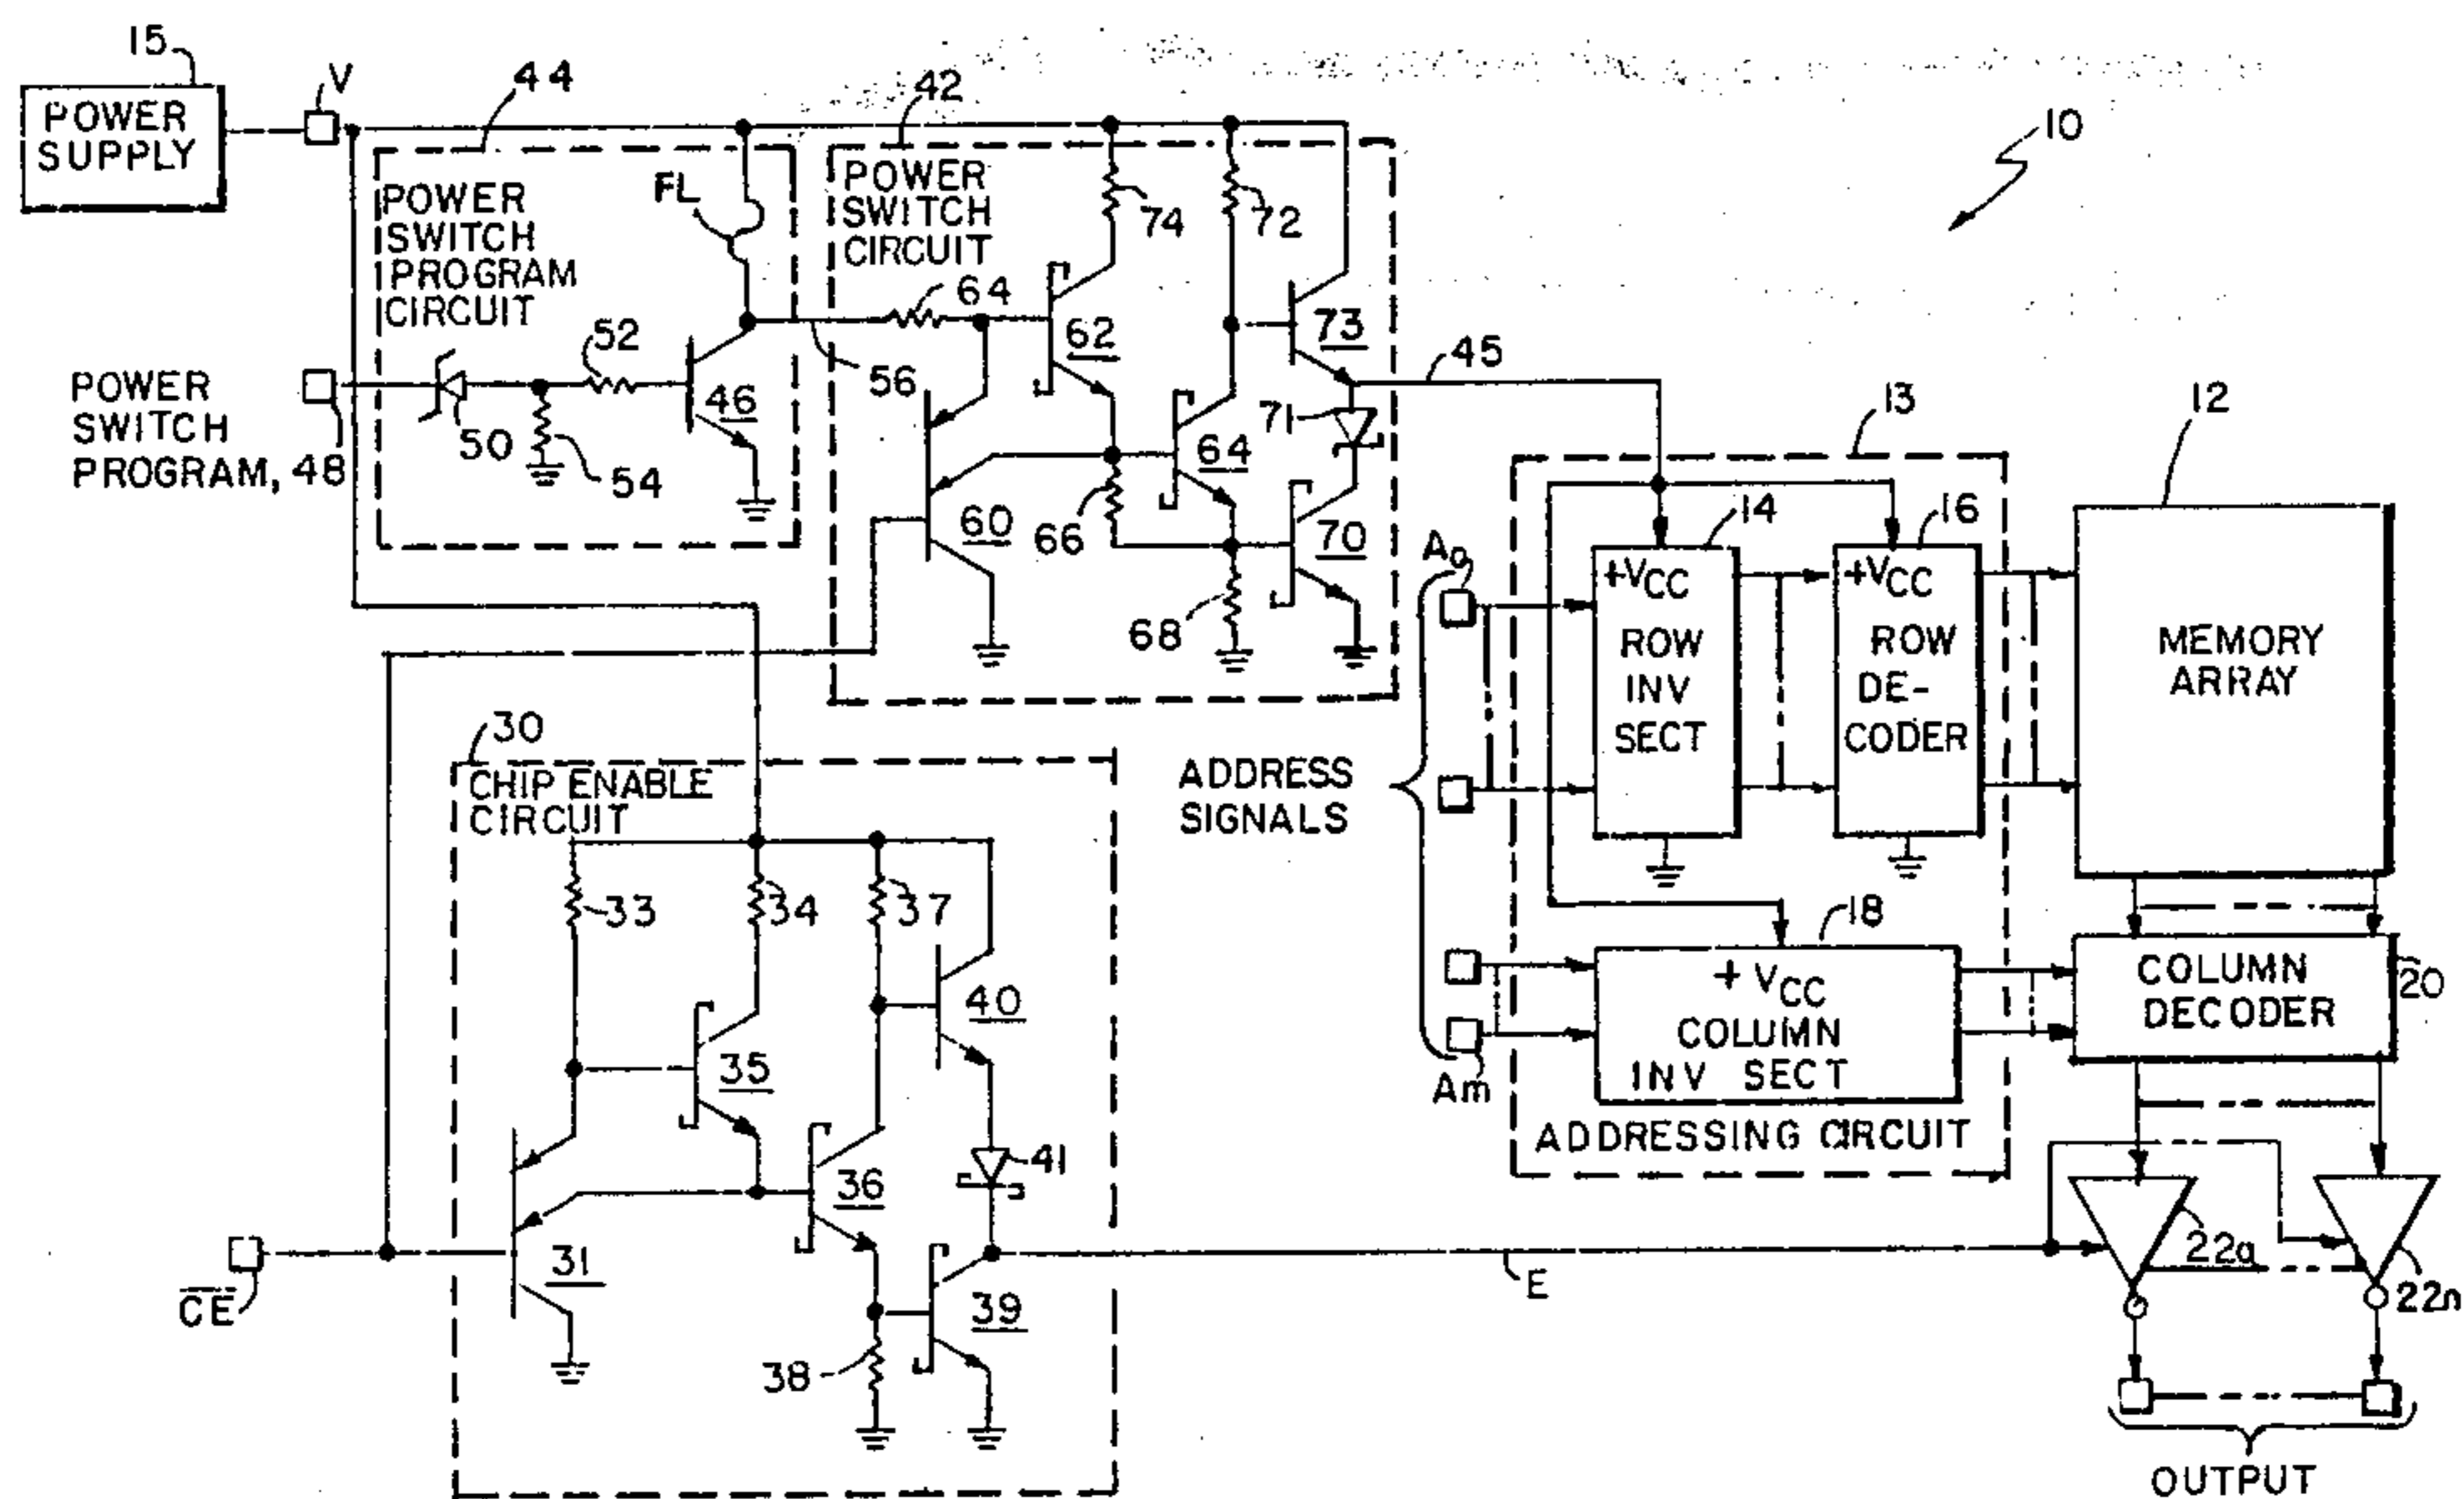 15
V
POWER
SUPPLY
44
42
10
POWER
SWITCH
PROGRAM
CIRCUIT
FL
POWER
SWITCH
CIRCUIT
74
72
64
62
73
52
46
56
45
POWER
SWITCH
PROGRAM, 48
50
54
71
64
60
66
70
68
13
12
14
16
Ao
+VCC
ROW
INV
SECT
+VCC
ROW
DE-
CODER
MEMORY
ARRAY
ADDRESS
SIGNALS
30
CHIP ENABLE
CIRCUIT
33
34
37
18
+ VCC
COLUMN
INV SECT
COLUMN
DECODER
20
Am
ADDRESSING CIRCUIT
40
35
41
36
31
CE
39
38
E
22a
22n
OUTPUT